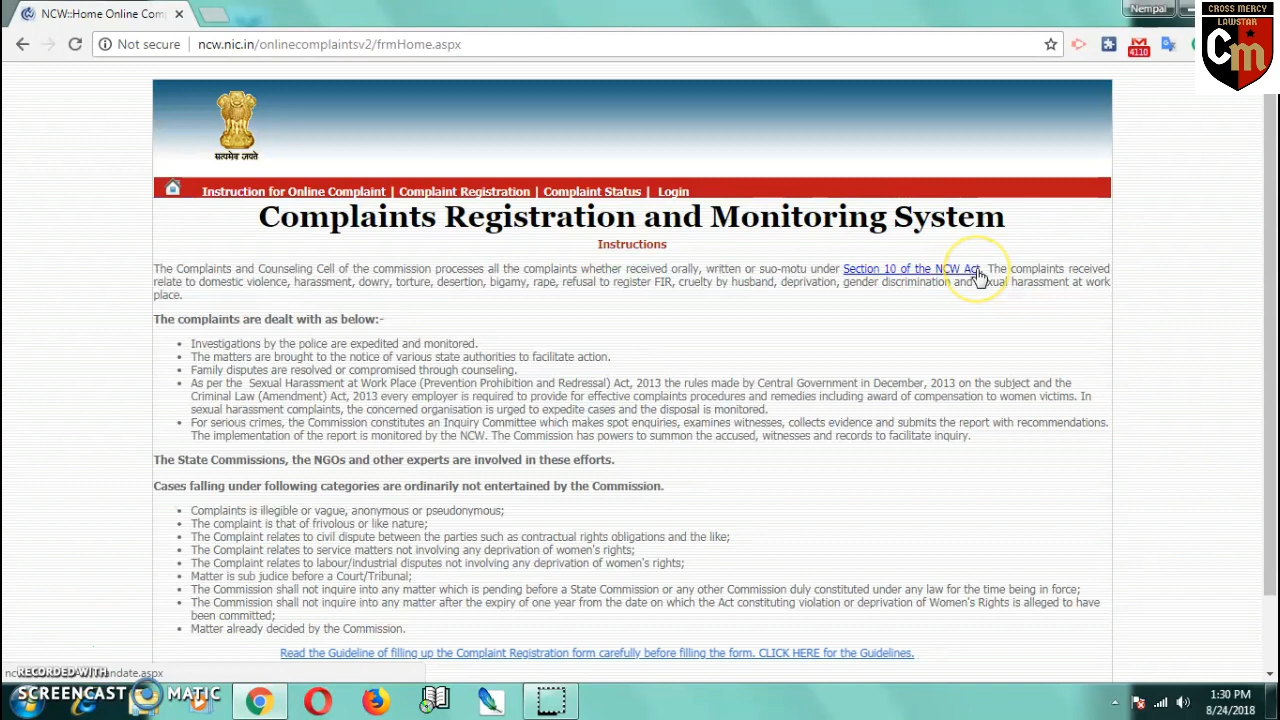 NCW::Home Online Com
Nempal
CROSS MERCY
LAWSTAR
Cm
Not secure
ncw.nic.in/onlinecomplaintsv2/frmHome.aspx
4110
सत्यमेव जयते
Instruction for Online Complaint | Complaint Registration | Complaint Status | Login
Complaints Registration and Monitoring System
Instructions
The Complaints and Counseling Cell of the commission processes all the complaints whether received orally, written or suo-motu under Section 10 of the NCW Act. The complaints received
relate to domestic violence, harassment, dowry, torture, desertion, bigamy, rape, refusal to register FIR, cruelty by husband, deprivation, gender discrimination and sexual harassment at work
place.
The complaints are dealt with as below:-
Investigations by the police are expedited and monitored.
The matters are brought to the notice of various state authorities to facilitate action.
Family disputes are resolved or compromised through counseling.
As per the Sexual Harassment at Work Place (Prevention Prohibition and Redressal) Act, 2013 the rules made by Central Government in December, 2013 on the subject and the
Criminal Law (Amendment) Act, 2013 every employer is required to provide for effective complaints procedures and remedies including award of compensation to women victims. In
sexual harassment complaints, the concerned organisation is urged to expedite cases and the disposal is monitored.
For serious crimes, the Commission constitutes an Inquiry Committee which makes spot enquiries, examines witnesses, collects evidence and submits the report with recommendations.
The implementation of the report is monitored by the NCW. The Commission has powers to summon the accused, witnesses and records to facilitate inquiry.
The State Commissions, the NGOs and other experts are involved in these efforts.
Cases falling under following categories are ordinarily not entertained by the Commission.
Complaints is illegible or vague, anonymous or pseudonymous;
The complaint is that of frivolous or like nature;
The Complaint relates to civil dispute between the parties such as contractual rights obligations and the like;
The Complaint relates to service matters not involving any deprivation of women's rights;
The Complaint relates to labour/industrial disputes not involving any deprivation of women's rights;
Matter is sub judice before a Court/Tribunal;
The Commission shall not inquire into any matter which is pending before a State Commission or any other Commission duly constituted under any law for the time being in force;
The Commission shall not inquire into any matter after the expiry of one year from the date on which the Act constituting violation or deprivation of Women's Rights is alleged to have
been committed;
Matter already decided by the Commission.
Read the Guideline of filling up the Complaint Registration form carefully before filling the form. CLICK HERE for the Guidelines.
RECORDED WITH
SCREENCAST MATIC
1:30 PM
8/24/2018